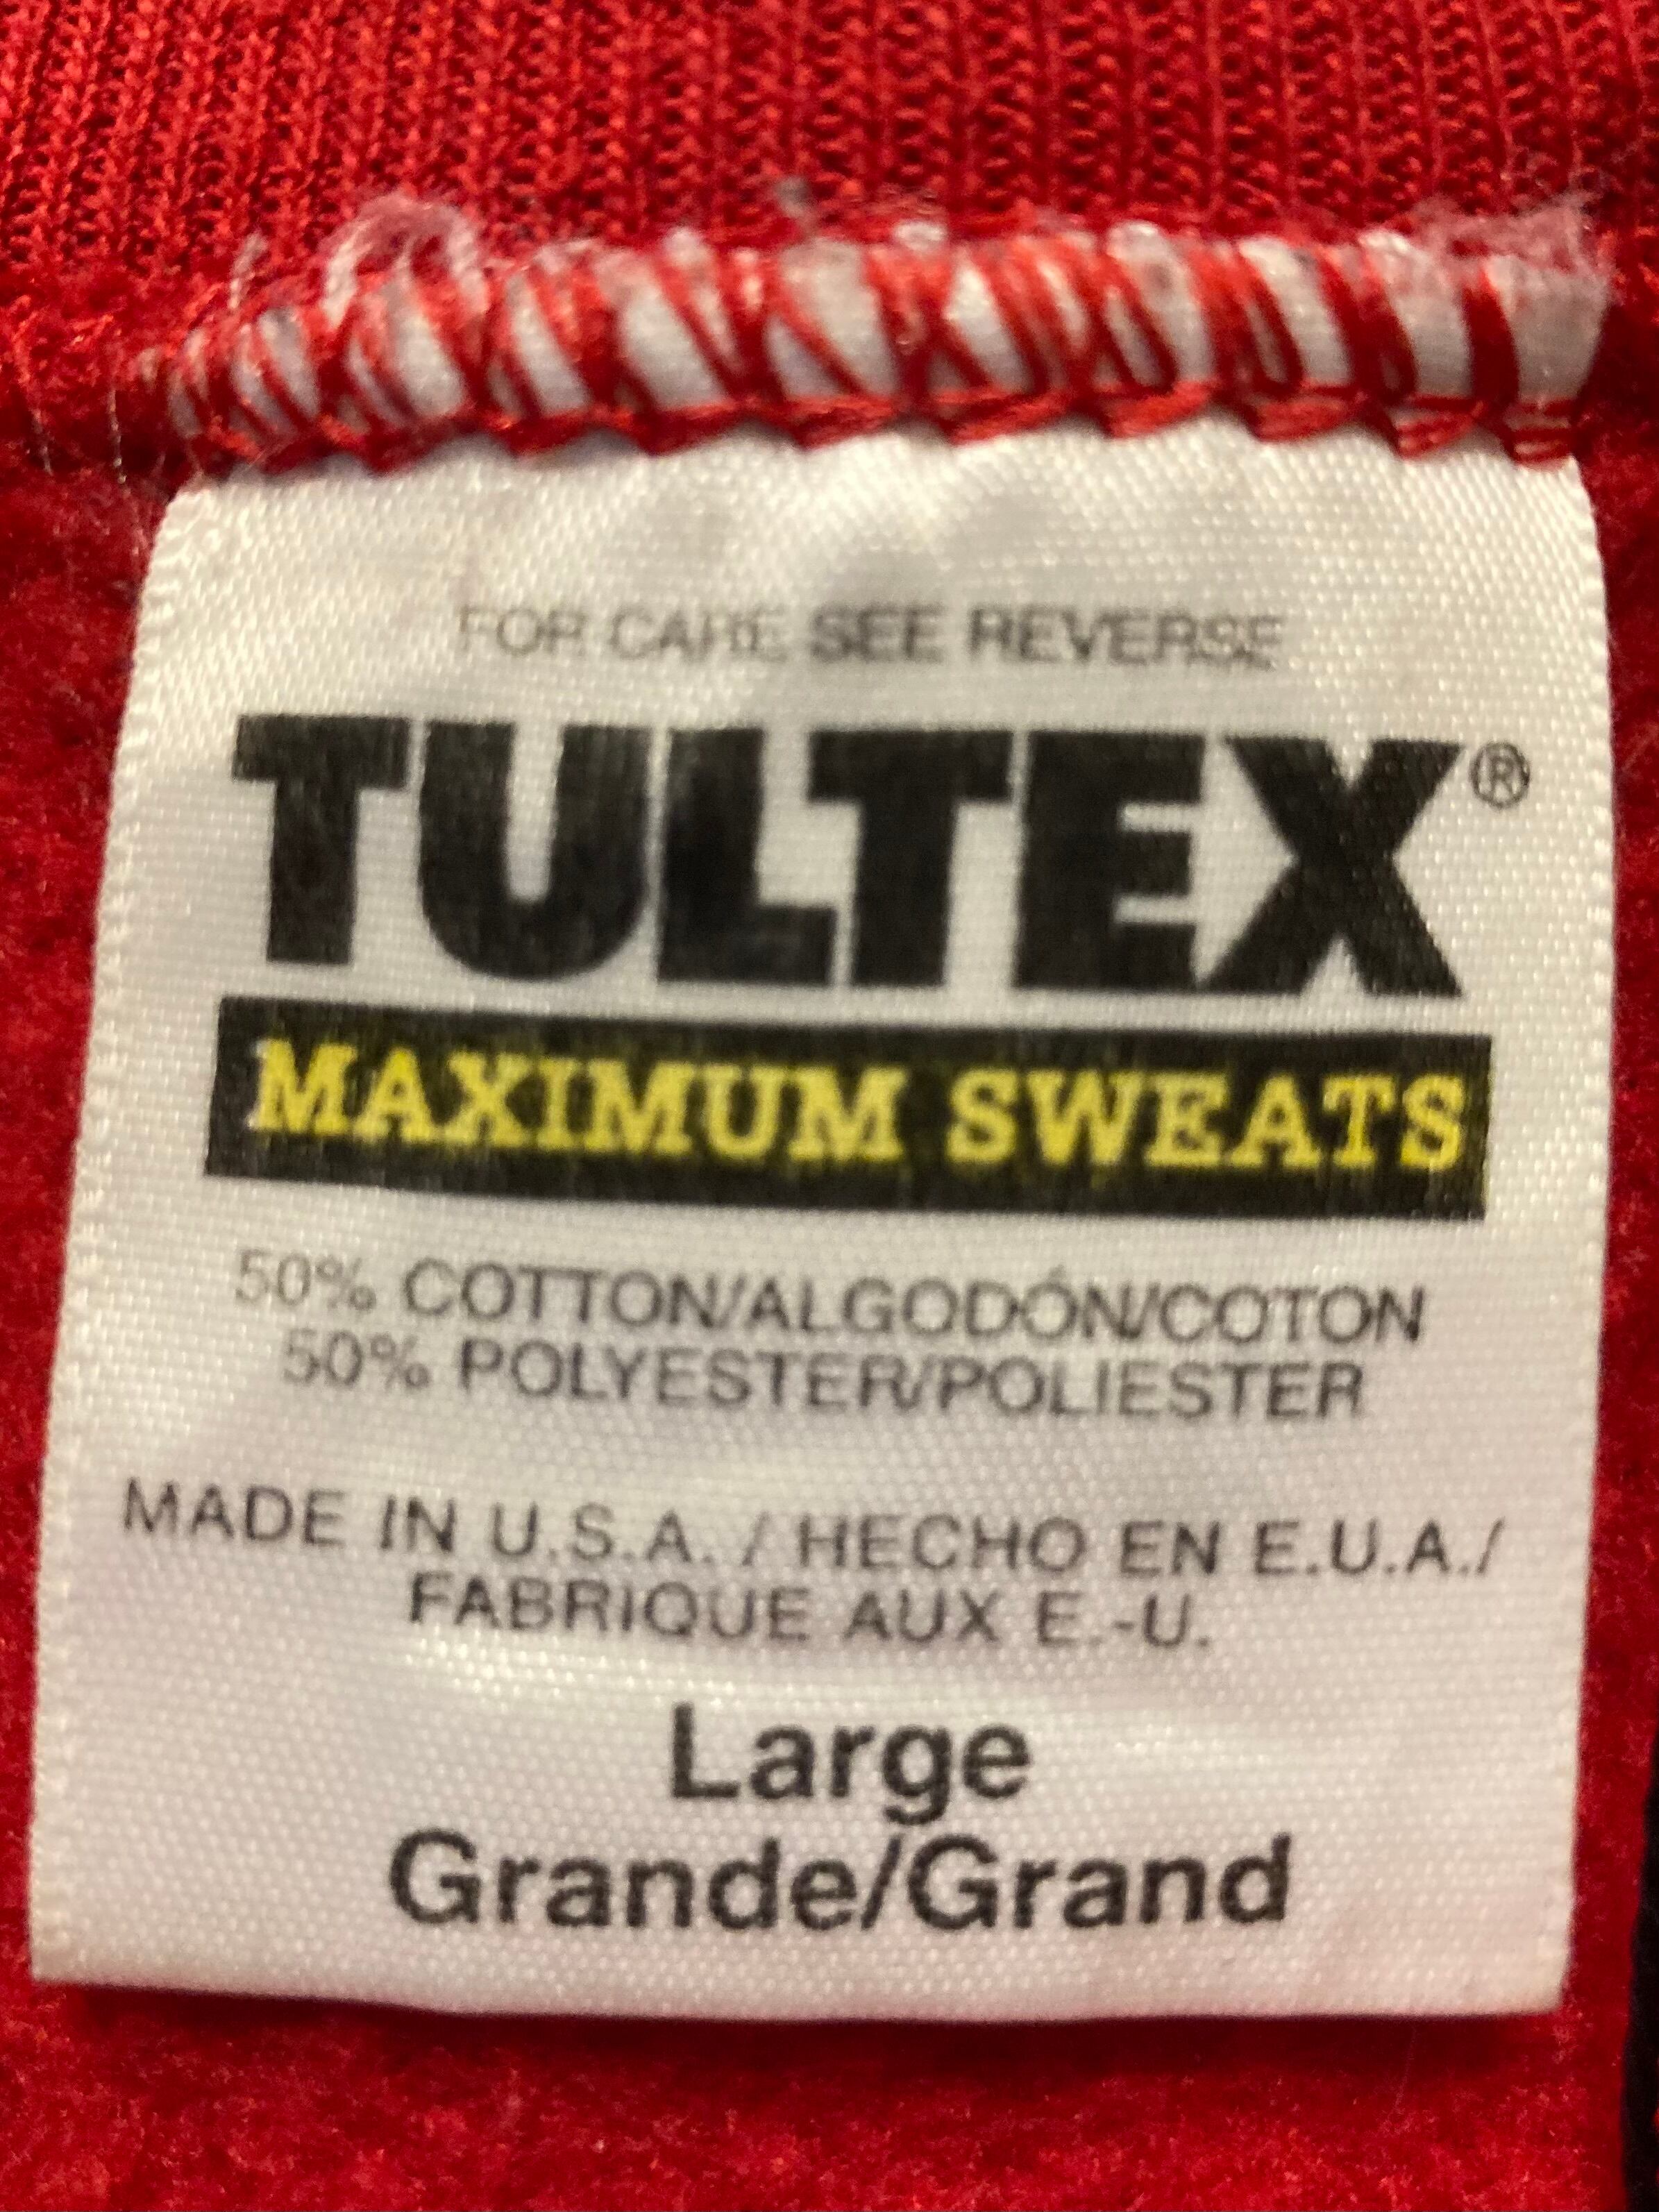 FOR CARE SEE REVERSE
TULTEX®
MAXIMUM SWEATS
50% COTTON/ALGODÓN/COTON
50% POLYESTER/POLIESTER
MADE IN U.S.A. / HECHO EN E.U.A./
FABRIQUE AUX E.-U.
Large
Grande/Grand